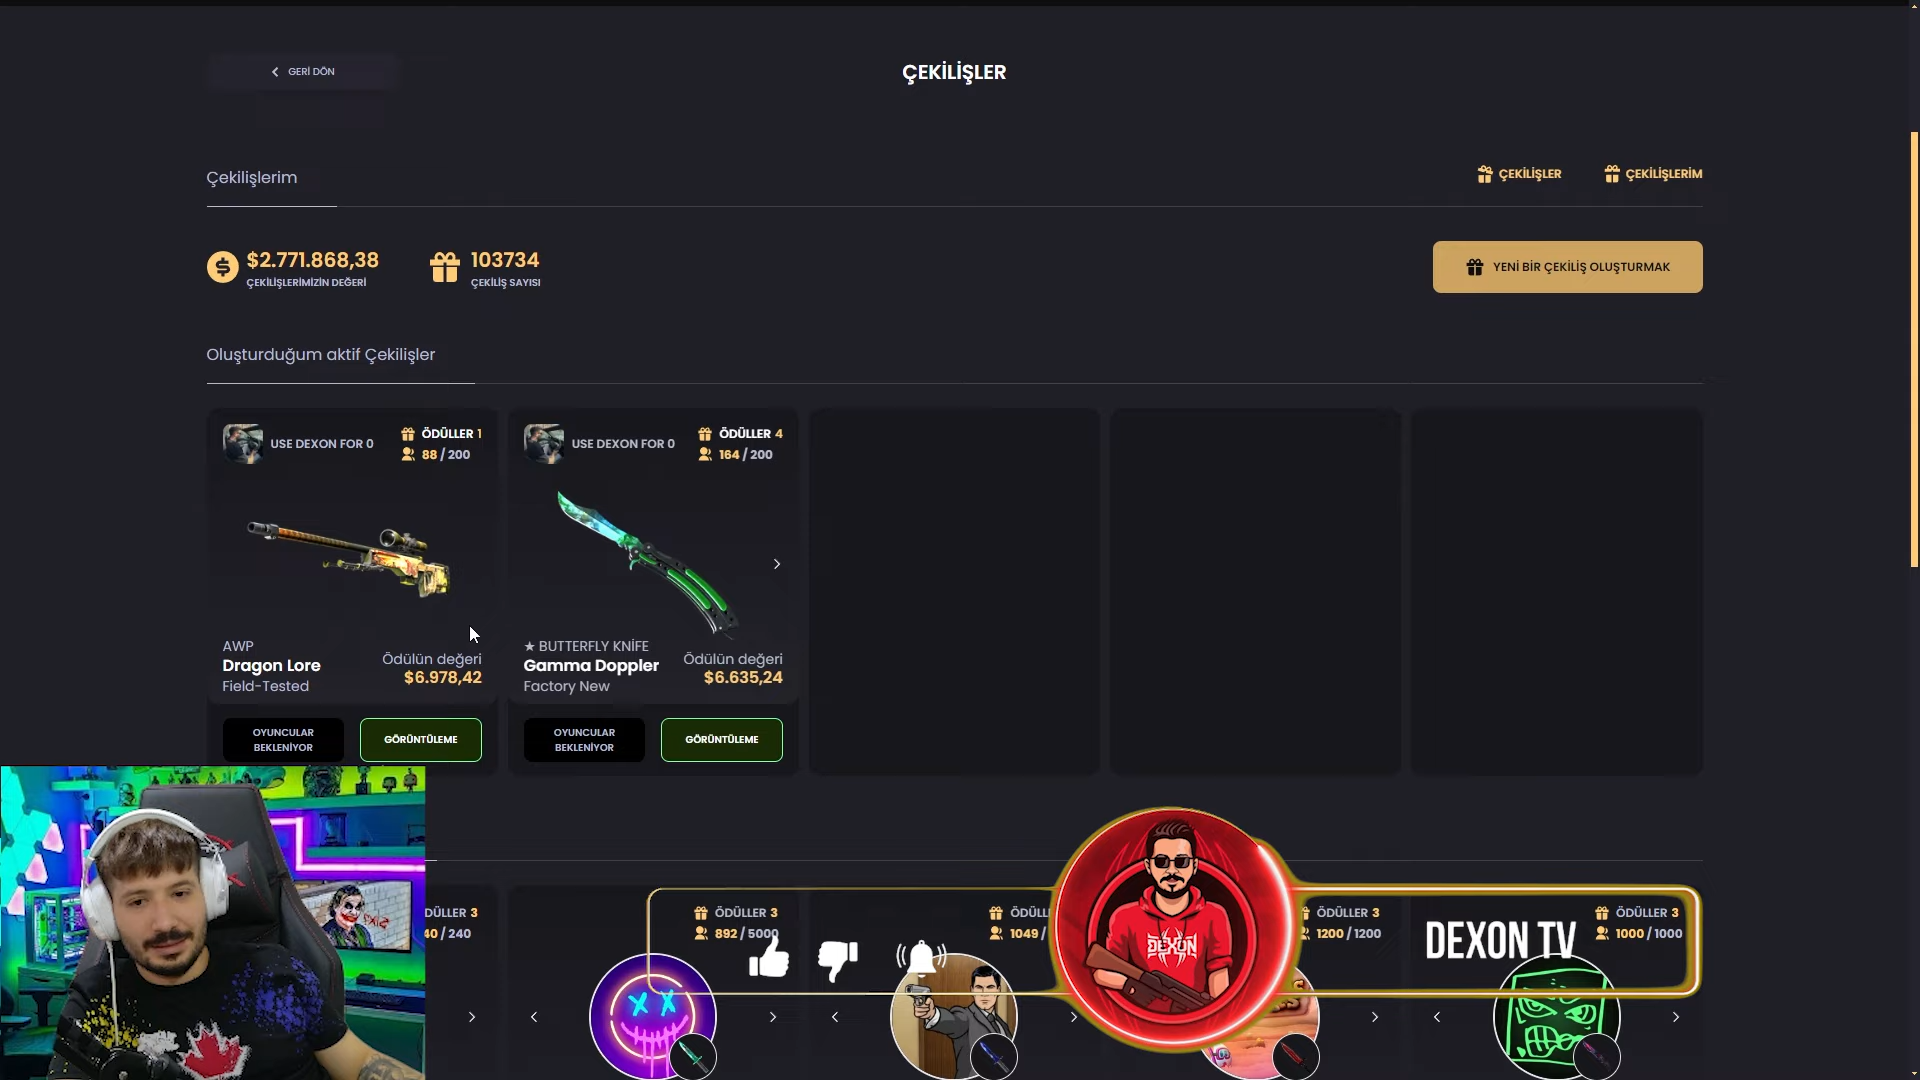 GERİ DÖN
ÇEKİLİŞLER
Çekilişlerim
ÇEKİLİŞLER
ÇEKİLİŞLERİM
$2.771.868,38
ÇEKİLİŞLERİMİZİN DEĞERİ
103734
ÇEKİLİŞ SAYISI
YENİ BİR ÇEKİLİŞ OLUŞTURMAK
Oluşturduğum aktif Çekilişler
USE DEXON FOR 0
ÖDÜLLER 1
88 / 200
AWP
Dragon Lore
Field-Tested
Ödülün değeri
$6.978,42
OYUNCULAR
BEKLENİYOR
GÖRÜNTÜLEME
USE DEXON FOR 0
ÖDÜLLER 4
164 / 200
★ BUTTERFLY KNİFE
Gamma Doppler
Factory New
Ödülün değeri
$6.635,24
OYUNCULAR
BEKLENİYOR
GÖRÜNTÜLEME
DÜLLER 3
40 / 240
ÖDÜLLER 3
892 / 5000
ÖDÜLL
1049 /
ÖDÜLLER 3
1200 / 1200
ÖDÜLLER 3
1000 / 1000
DEXON
DEXON TV